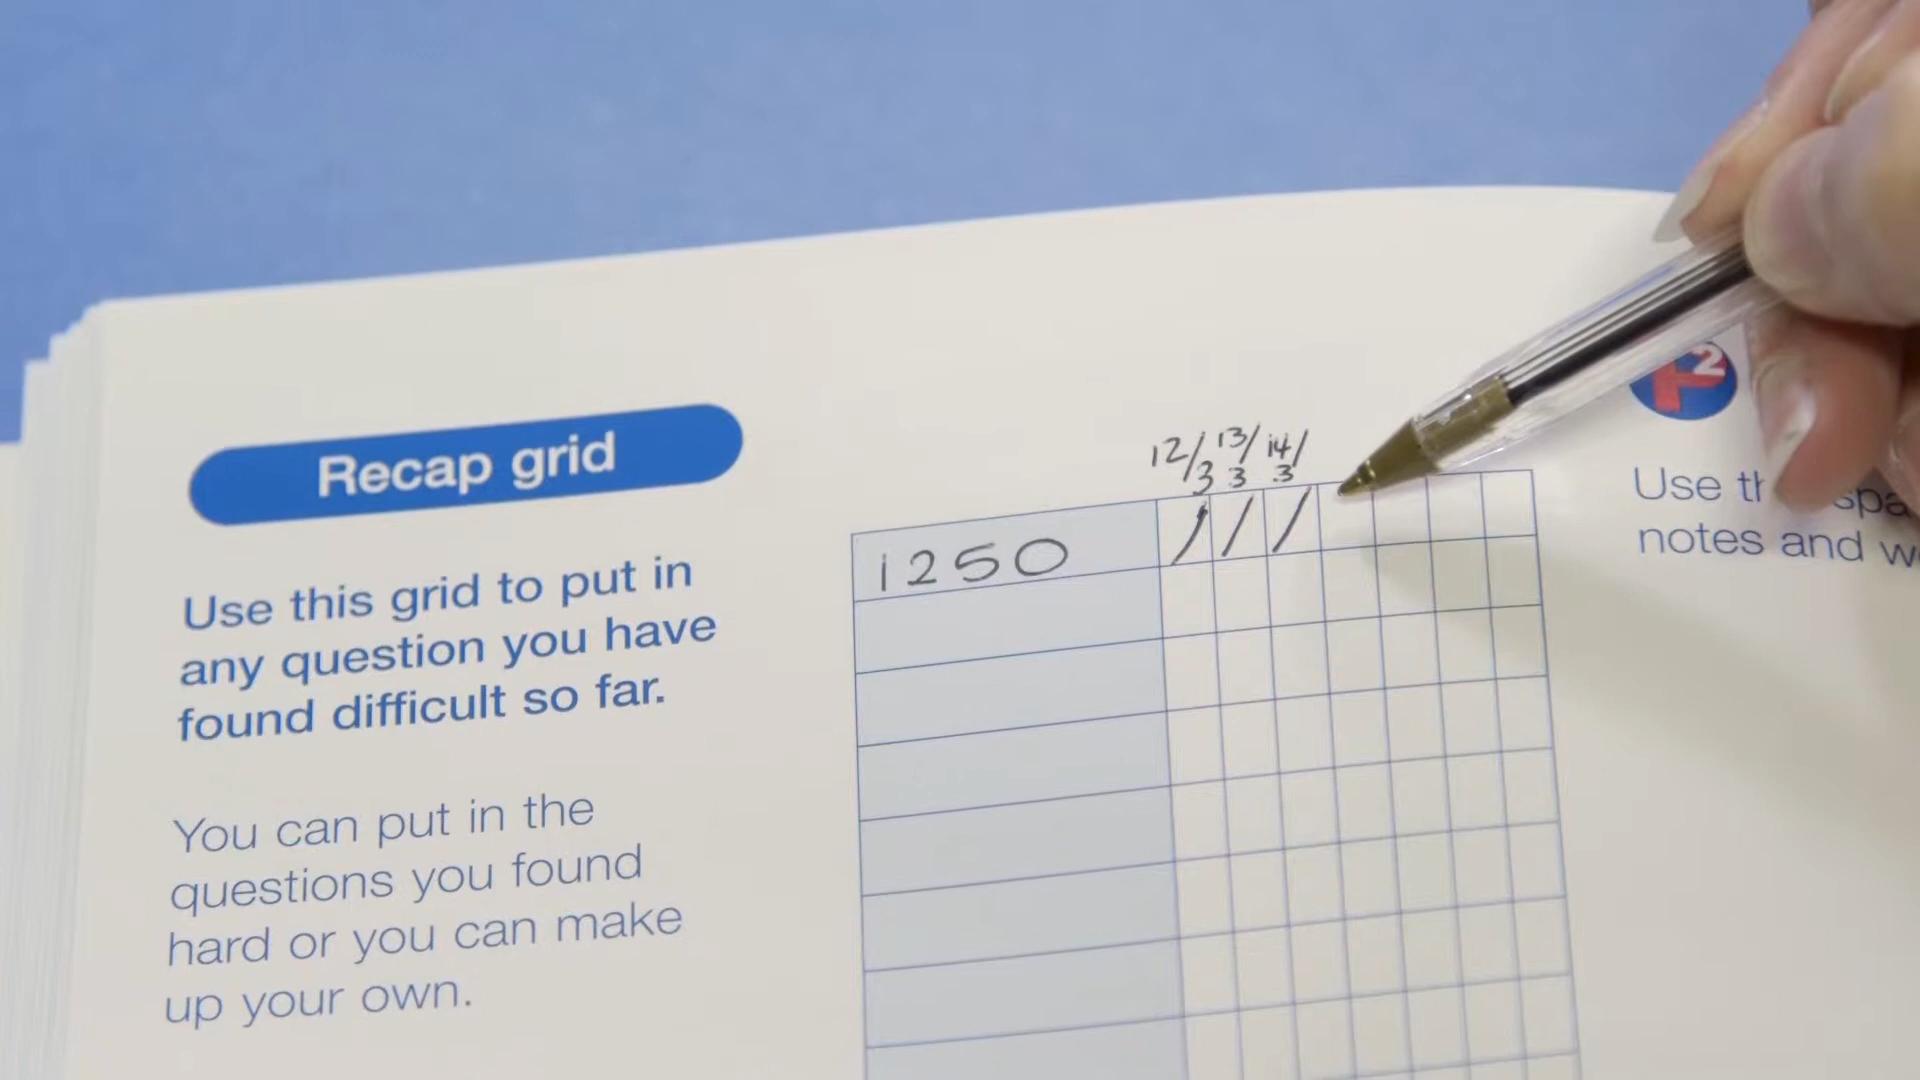 Recap grid
Use this grid to put in
any question you have
found difficult so far.
You can put in the
questions you found
hard or you can make
up your own.
12/3 13/3 14/3
1250 / / /
2
Use
notes and